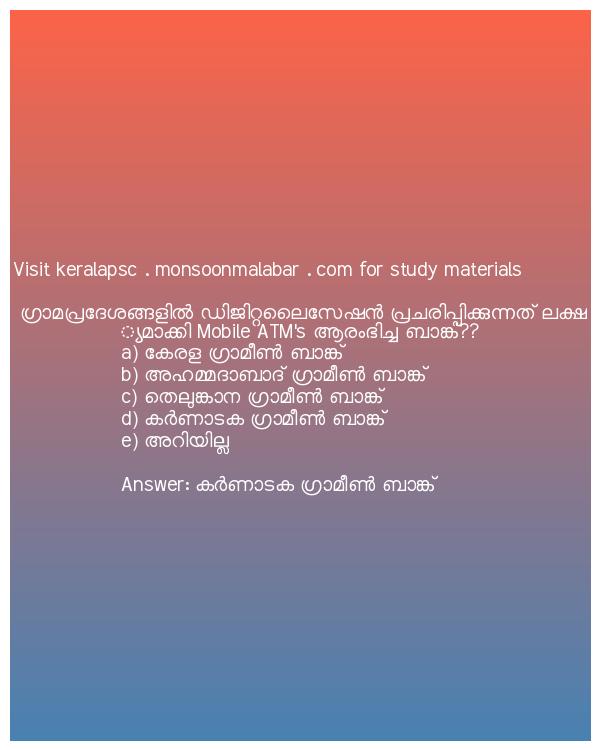 Visit keralapsc . monsoonmalabar . com for study materials
ഗ്രാമപ്രദേശങ്ങളിൽ ഡിജിറ്റലൈസേഷൻ പ്രചരിപ്പിക്കുന്നത് ലക്ഷ
്യമാക്കി Mobile ATM's ആരംഭിച്ച ബാങ്ക്??
a) കേരള ഗ്രാമീൺ ബാങ്ക്
b) അഹമ്മദാബാദ് ഗ്രാമീൺ ബാങ്ക്
c) തെലുങ്കാന ഗ്രാമീൺ ബാങ്ക്
d) കർണാടക ഗ്രാമീൺ ബാങ്ക്
e) അറിയില്ല
Answer: കർണാടക ഗ്രാമീൺ ബാങ്ക്